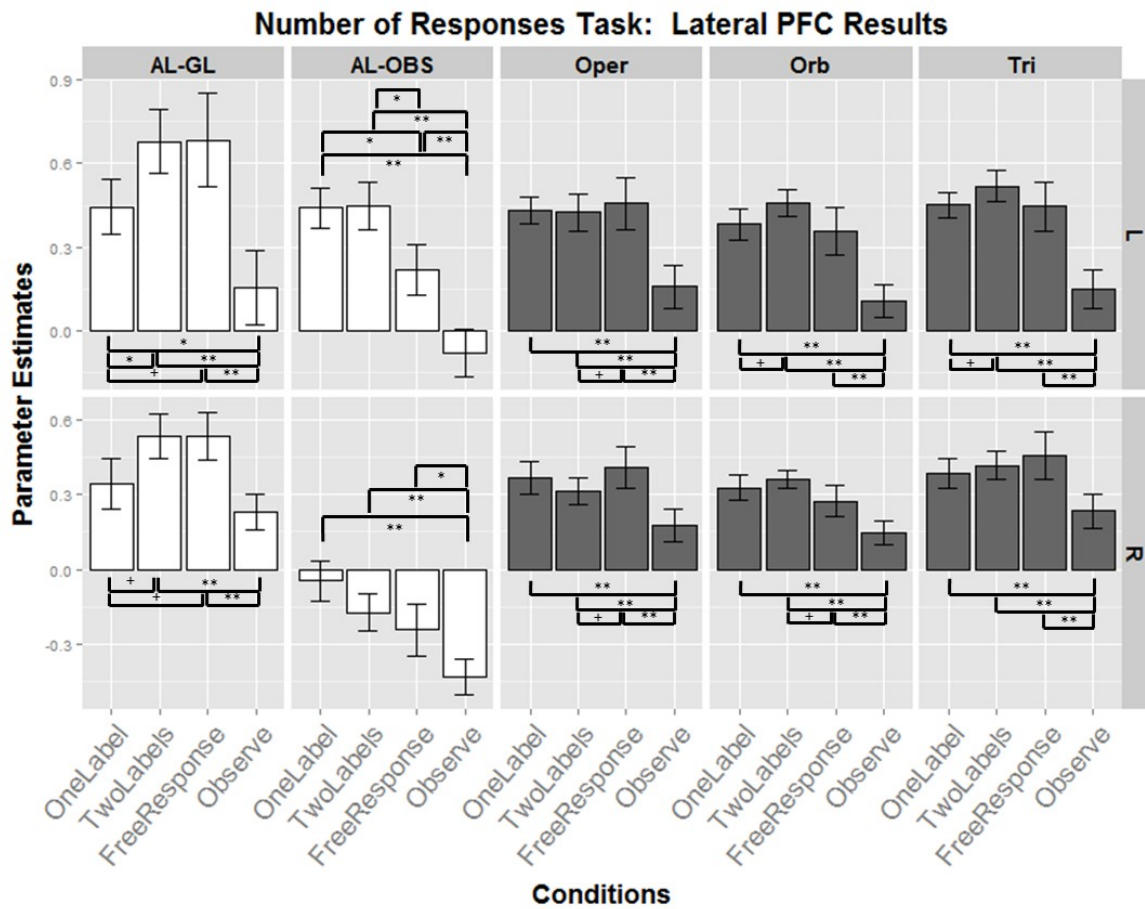 Number of Responses Task:  Lateral PFC Results
AL-GL AL-OBS Oper Orb Tri
Parameter Estimates
0.9
0.6
0.3
0.0
L
* ** * **
* * ** + **
** ** + **
** + ** **
** + ** **
0.6
0.3
0.0
-0.3
R
+ ** + **
* ** **
** ** + **
** ** + **
** ** **
OneLabel TwoLabels FreeResponse Observe OneLabel TwoLabels FreeResponse Observe OneLabel TwoLabels FreeResponse Observe OneLabel TwoLabels FreeResponse Observe OneLabel TwoLabels FreeResponse Observe
Conditions